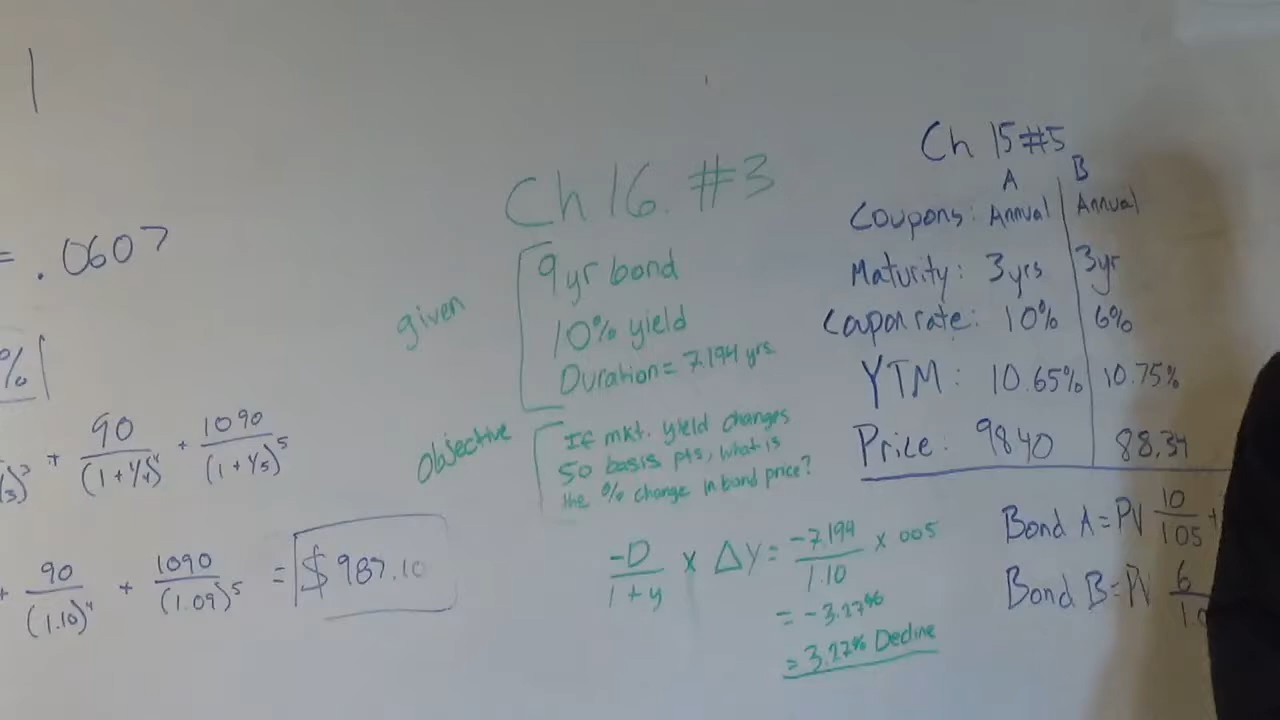 = .0607
%
+ 90/(1+Y4)^4 + 1090/(1+Y5)^5
+ 90/(1.10)^4 + 1090/(1.09)^5 = $987.10
Ch 16. #3
given
9yr bond
10% yield
Duration = 7.194 yrs
Objective
If mkt. yield changes
50 basis pts, what is
the % change in bond price?
-D/1+y x ΔY = -7.194/1.10 x 005
= -3.27%
= 3.27% Decline
Ch 15 #5
A B
Coupons: Annual Annual
Maturity: 3yrs 3yr
Coupon rate: 10% 6%
YTM: 10.65% 10.75%
Price: 9840 88.34
Bond A = PV 10/105 +
Bond B = PV 6/1.0